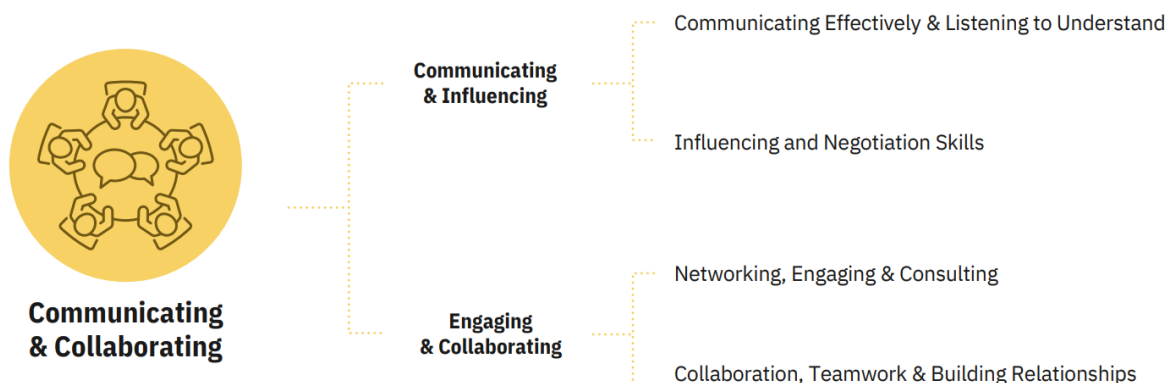 Communicating Effectively & Listening to Understand
Communicating
& Influencing
Influencing and Negotiation Skills
Networking, Engaging & Consulting
Communicating
& Collaborating
Engaging
& Collaborating
Collaboration, Teamwork & Building Relationships